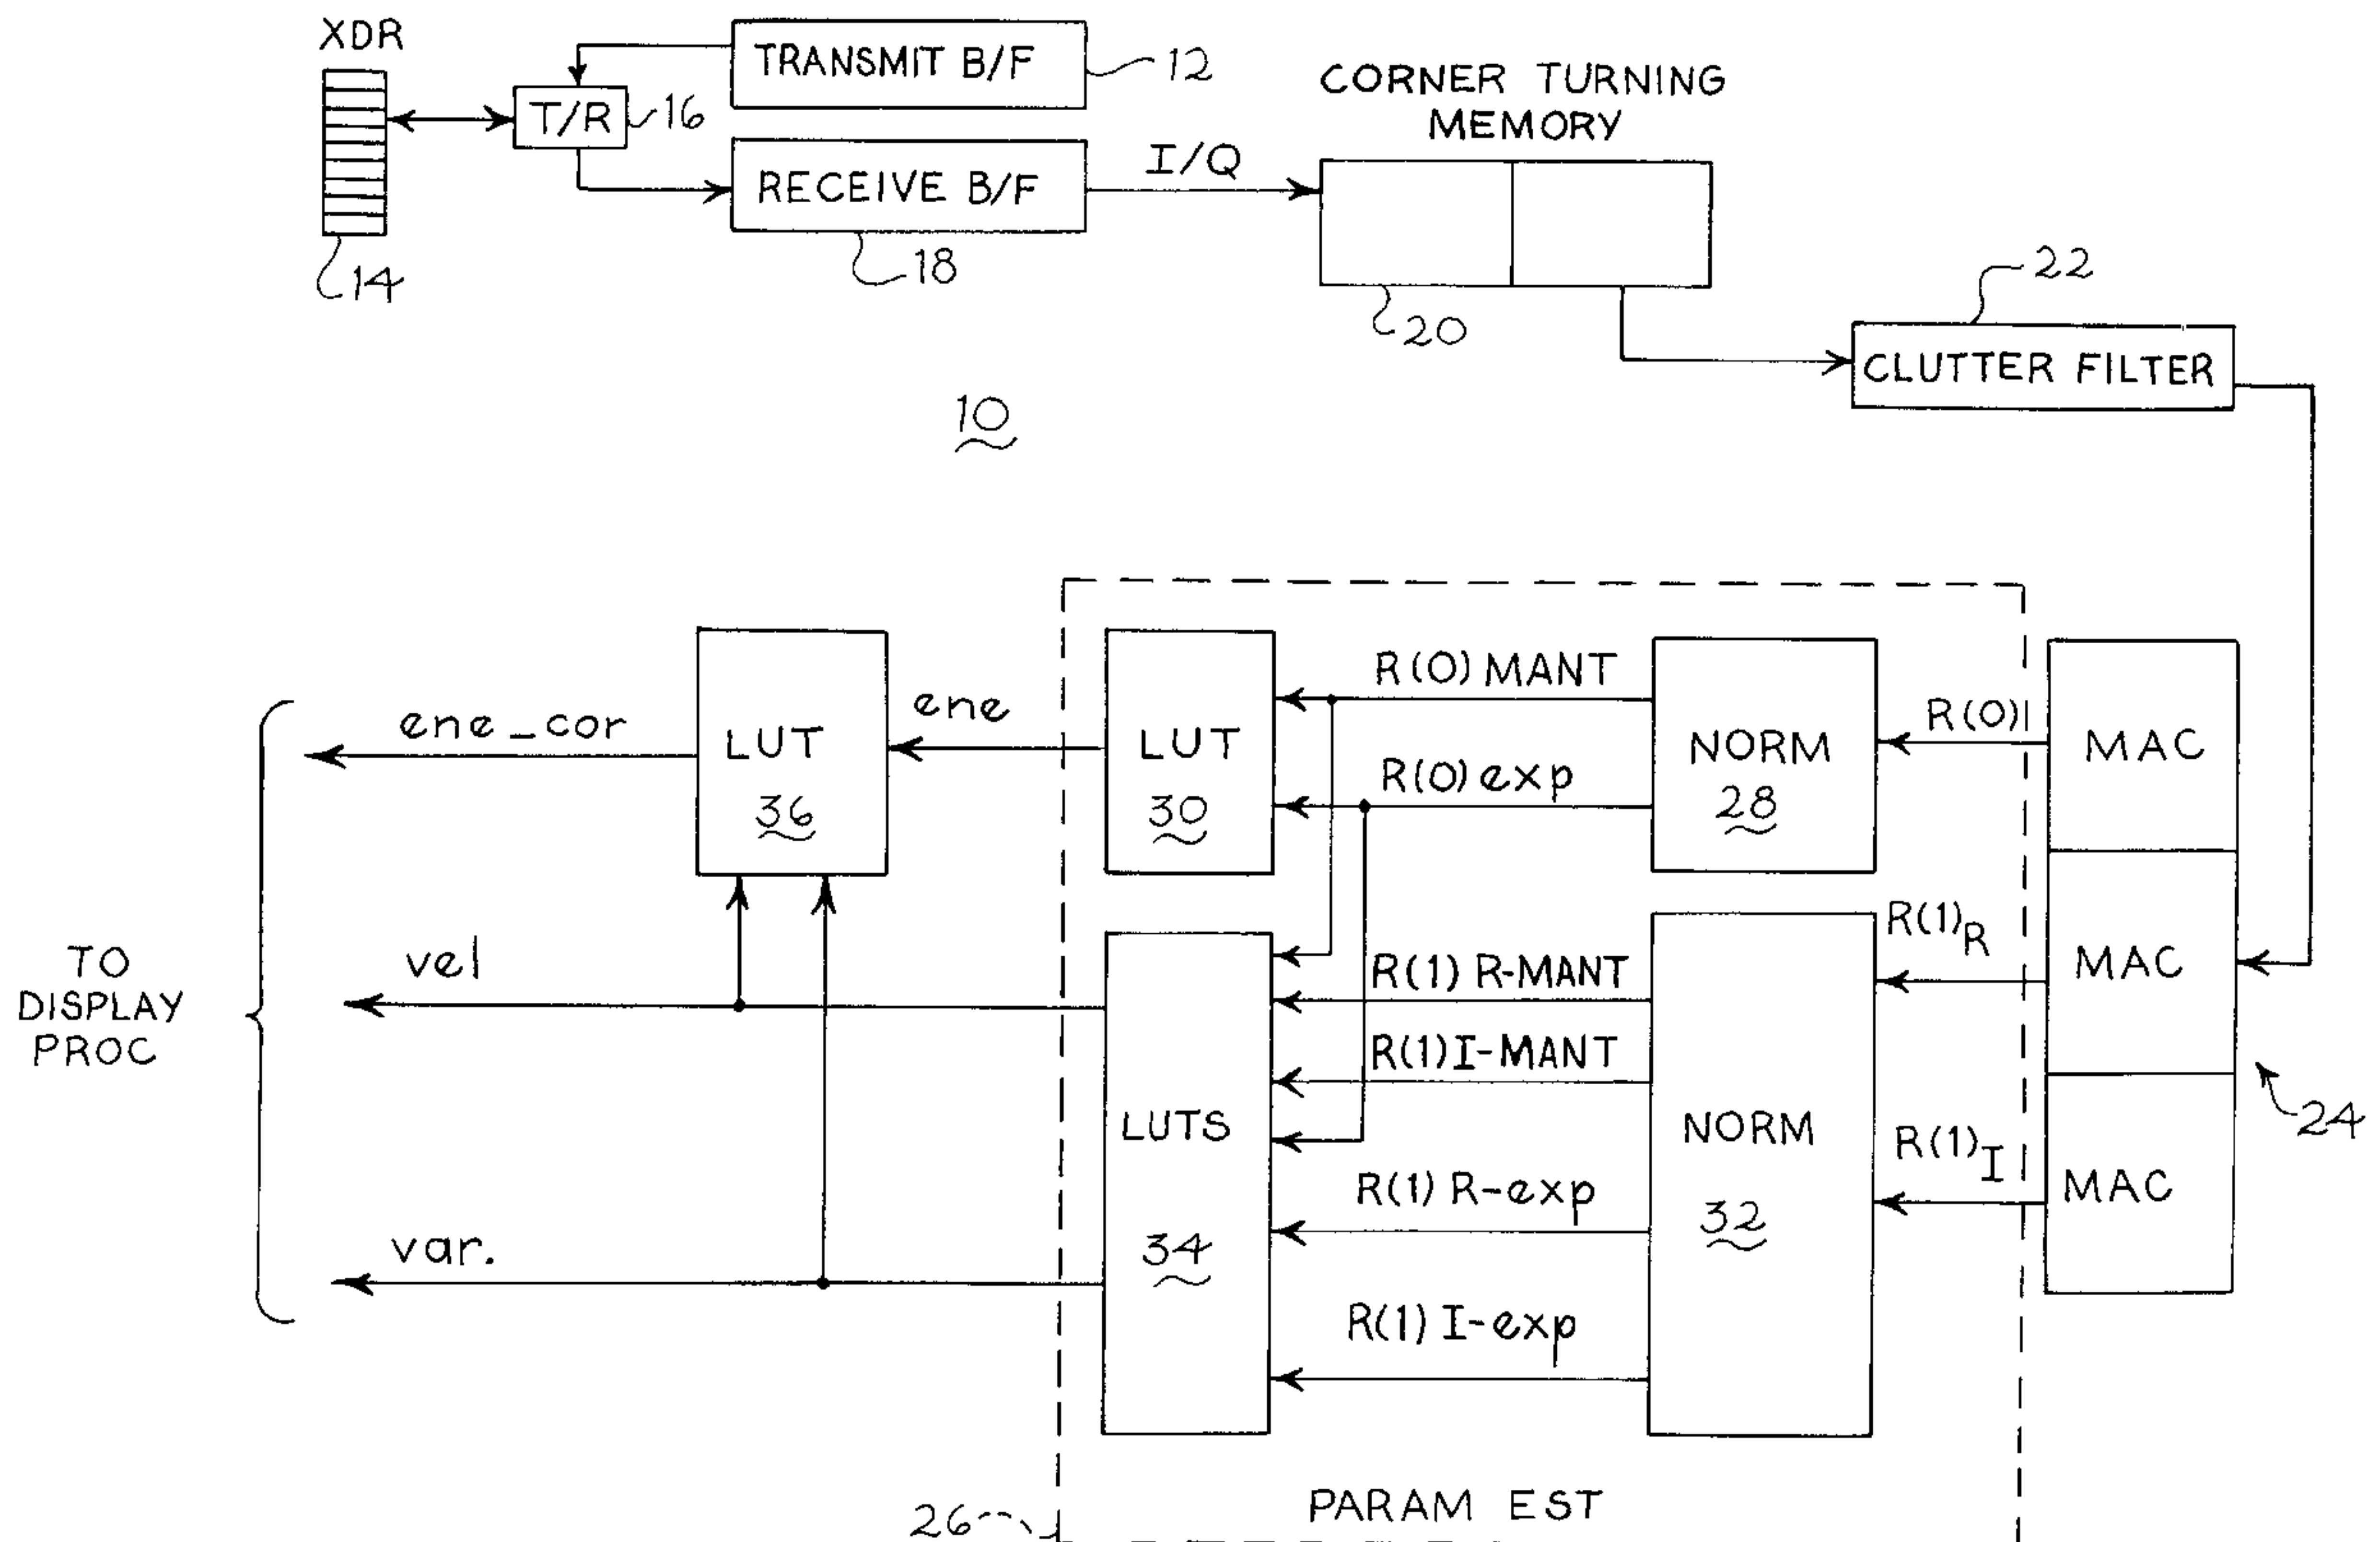 XDR
TRANSMIT B/F
12
T/R
16
RECEIVE B/F
18
14
I/Q
CORNER TURNING
MEMORY
20
22
CLUTTER FILTER
10
ene_cor
LUT
36
ene
LUT
30
R(0) MANT
R(0) exp
NORM
28
R(0)
MAC
TO
DISPLAY
PROC
vel
var.
LUTS
34
R(1) R-MANT
R(1) I-MANT
R(1) R-exp
R(1) I-exp
NORM
32
R(1)R
R(1)I
MAC
MAC
24
26
PARAM EST